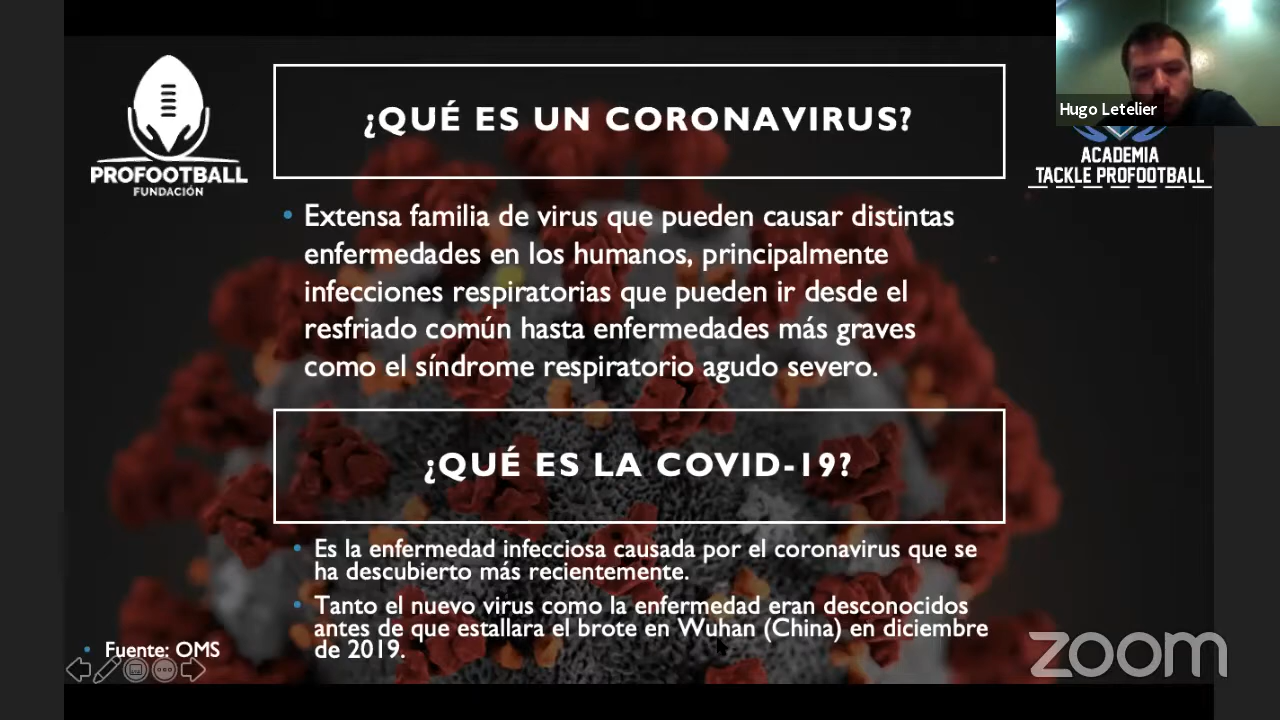 PROFOOTBALL
FUNDACIÓN
¿QUÉ ES UN CORONAVIRUS?
Hugo Letelier
ACADEMIA
TACKLE PROFOOTBALL
• Extensa familia de virus que pueden causar distintas
enfermedades en los humanos, principalmente
infecciones respiratorias que pueden ir desde el
resfriado común hasta enfermedades más graves
como el síndrome respiratorio agudo severo.
¿QUÉ ES LA COVID-19?
• Es la enfermedad infecciosa causada por el coronavirus que se
ha descubierto más recientemente.
• Tanto el nuevo virus como la enfermedad eran desconocidos
antes de que estallara el brote en Wuhan (China) en diciembre
de 2019.
• Fuente: OMS
zoom